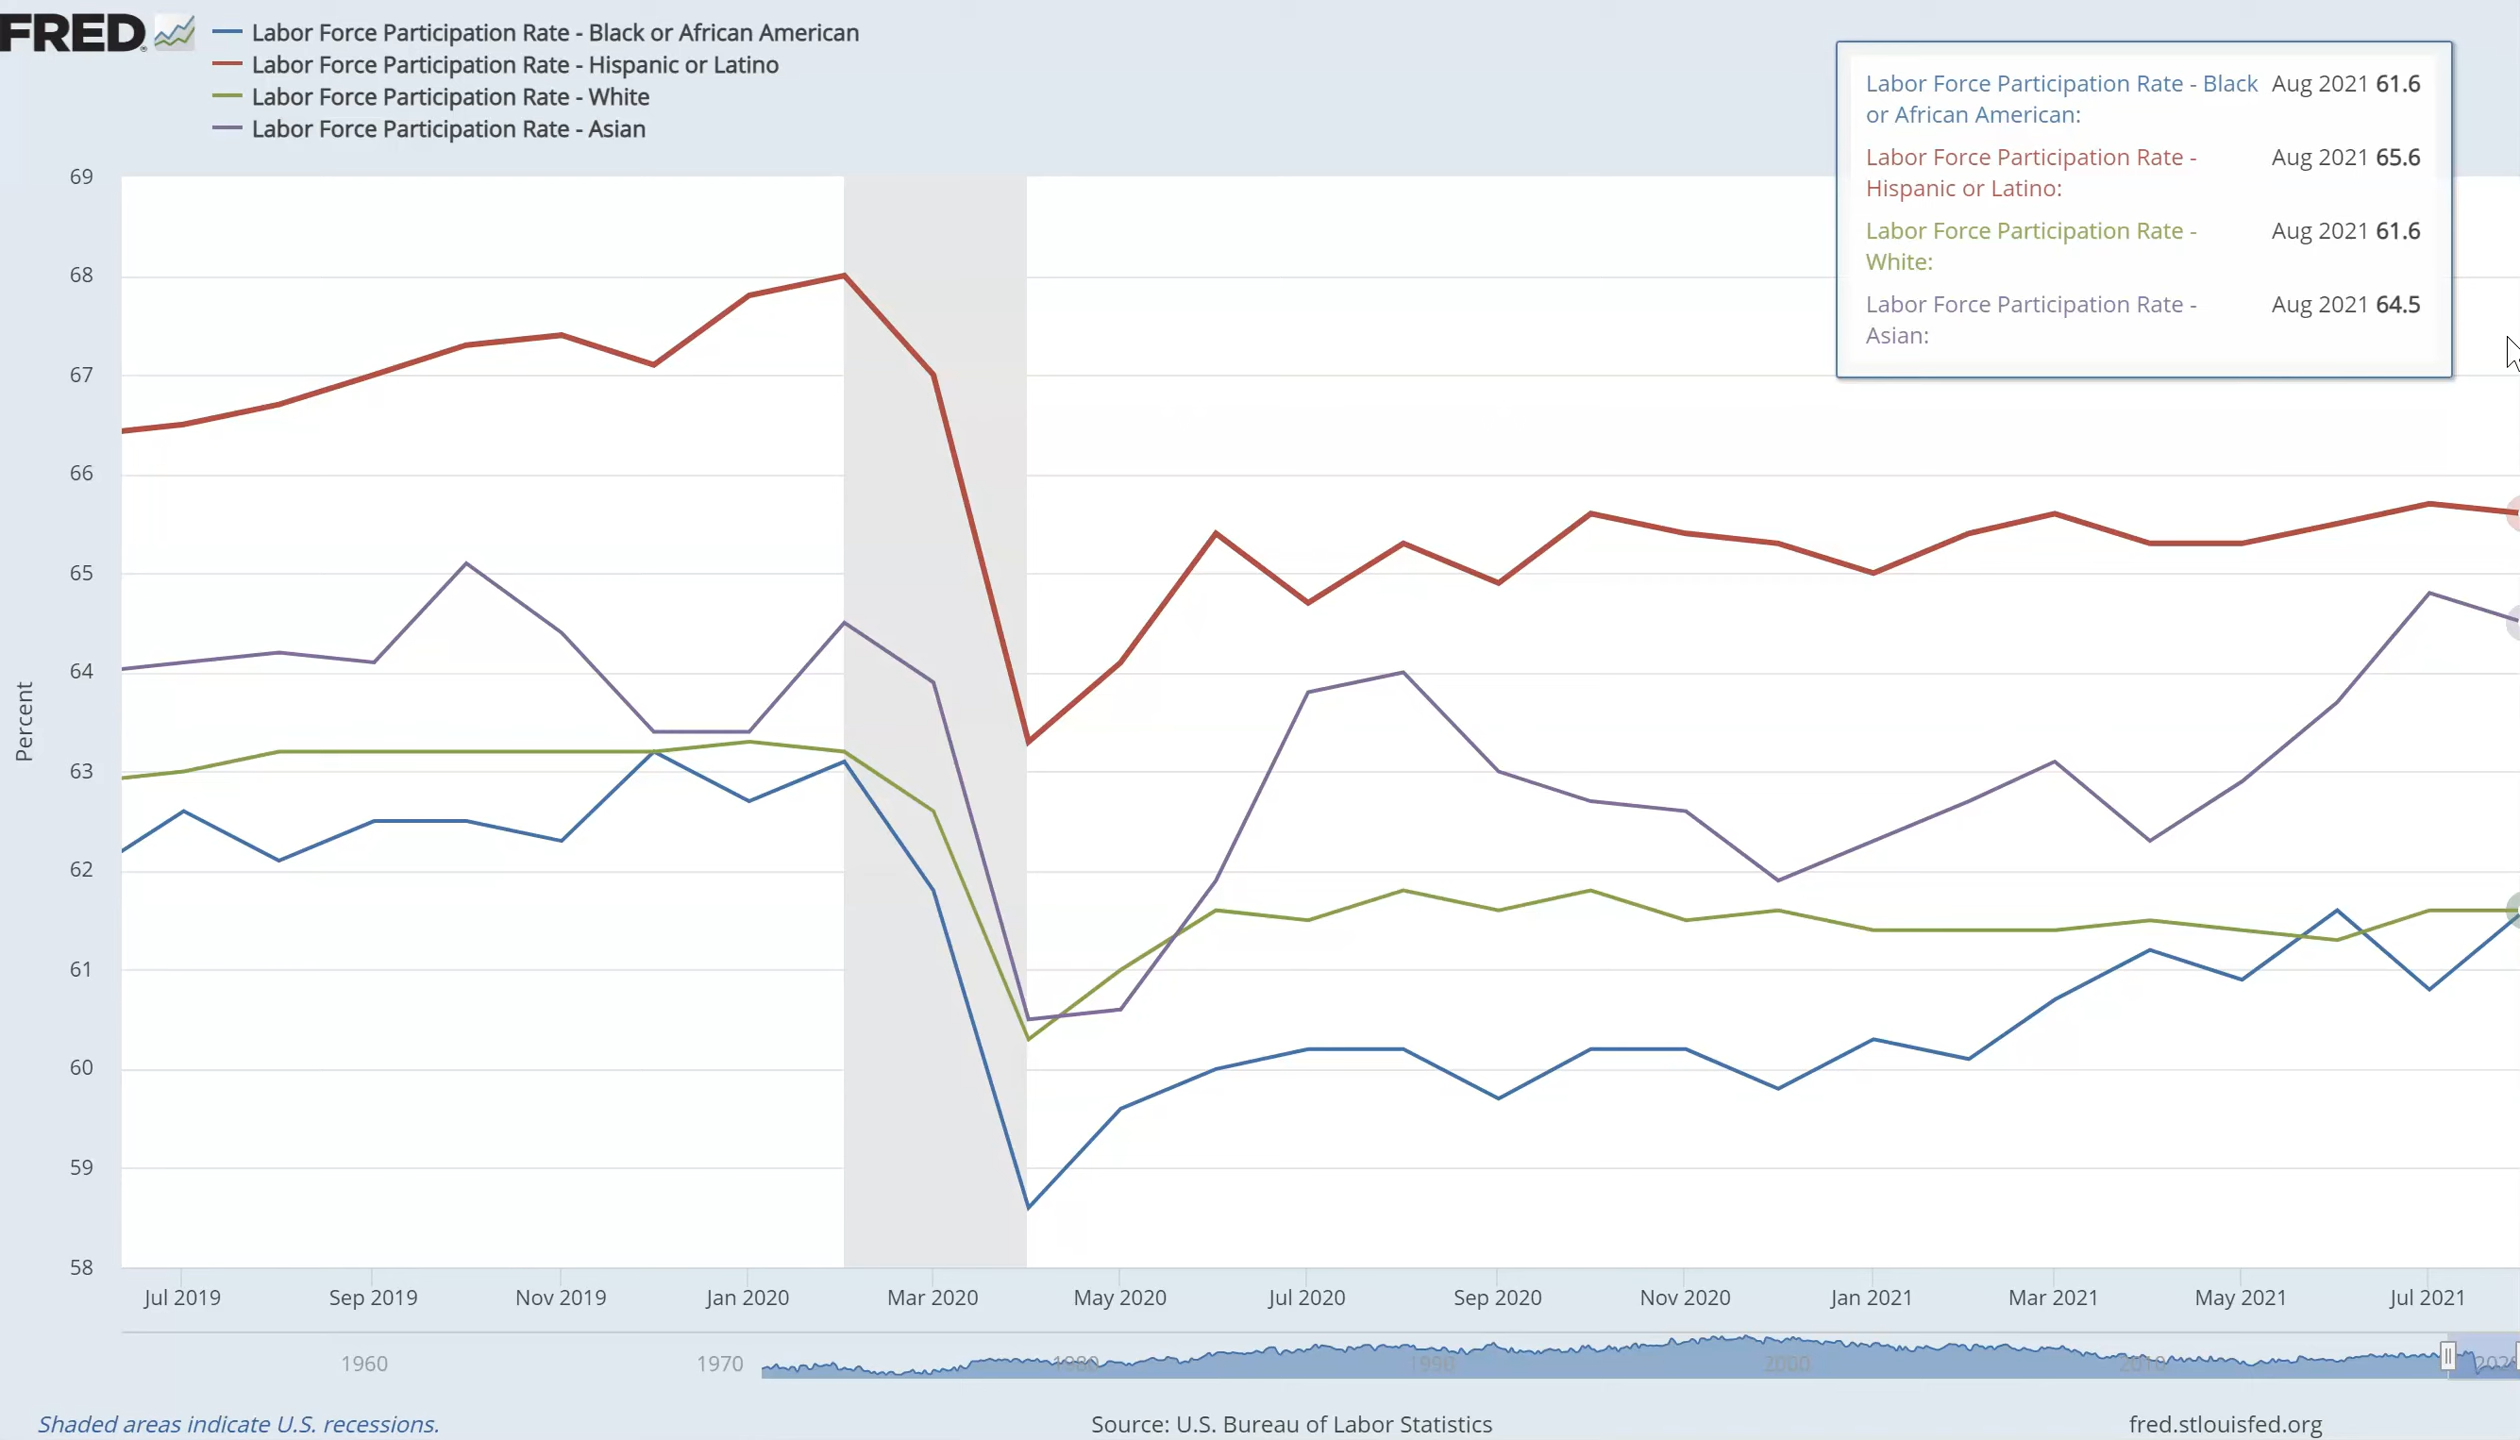 FRED
Labor Force Participation Rate - Black or African American
Labor Force Participation Rate - Hispanic or Latino
Labor Force Participation Rate - White
Labor Force Participation Rate - Asian
Labor Force Participation Rate - Black Aug 2021 61.6
or African American:
Labor Force Participation Rate - Aug 2021 65.6
Hispanic or Latino:
Labor Force Participation Rate - Aug 2021 61.6
White:
Labor Force Participation Rate - Aug 2021 64.5
Asian:
69
68
67
66
65
64
63
62
61
60
59
58
Percent
Jul 2019 Sep 2019 Nov 2019 Jan 2020 Mar 2020 May 2020 Jul 2020 Sep 2020 Nov 2020 Jan 2021 Mar 2021 May 2021 Jul 2021
1960 1970 1980 1990 2000 2010 2020
Shaded areas indicate U.S. recessions. Source: U.S. Bureau of Labor Statistics fred.stlouisfed.org